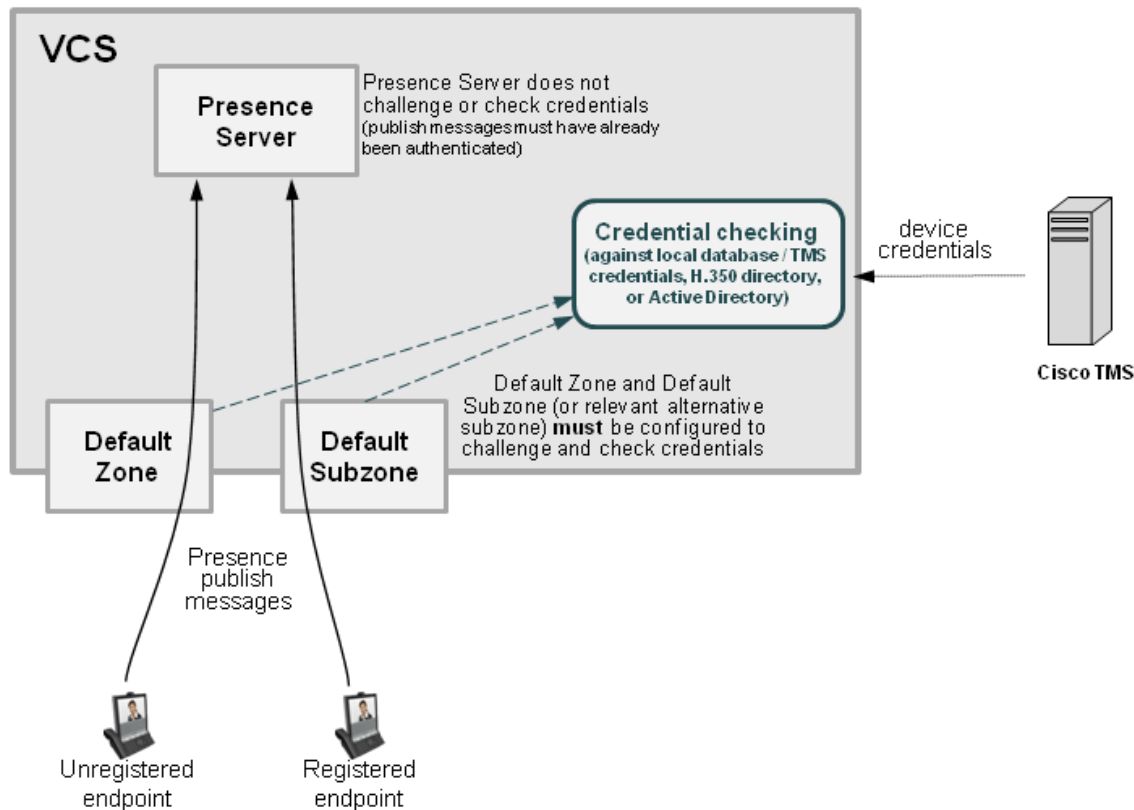 VCS
Presence
Server
Presence Server does not
challenge or check credentials
(publish messages must have already
been authenticated)
Credential checking
(against local database / TMS
credentials, H.350 directory,
or Active Directory)
device
credentials
Cisco TMS
Default Zone and Default
Subzone (or relevant alternative
subzone) must be configured to
challenge and check credentials
Default
Zone
Default
Subzone
Presence
publish
messages
Unregistered
endpoint
Registered
endpoint